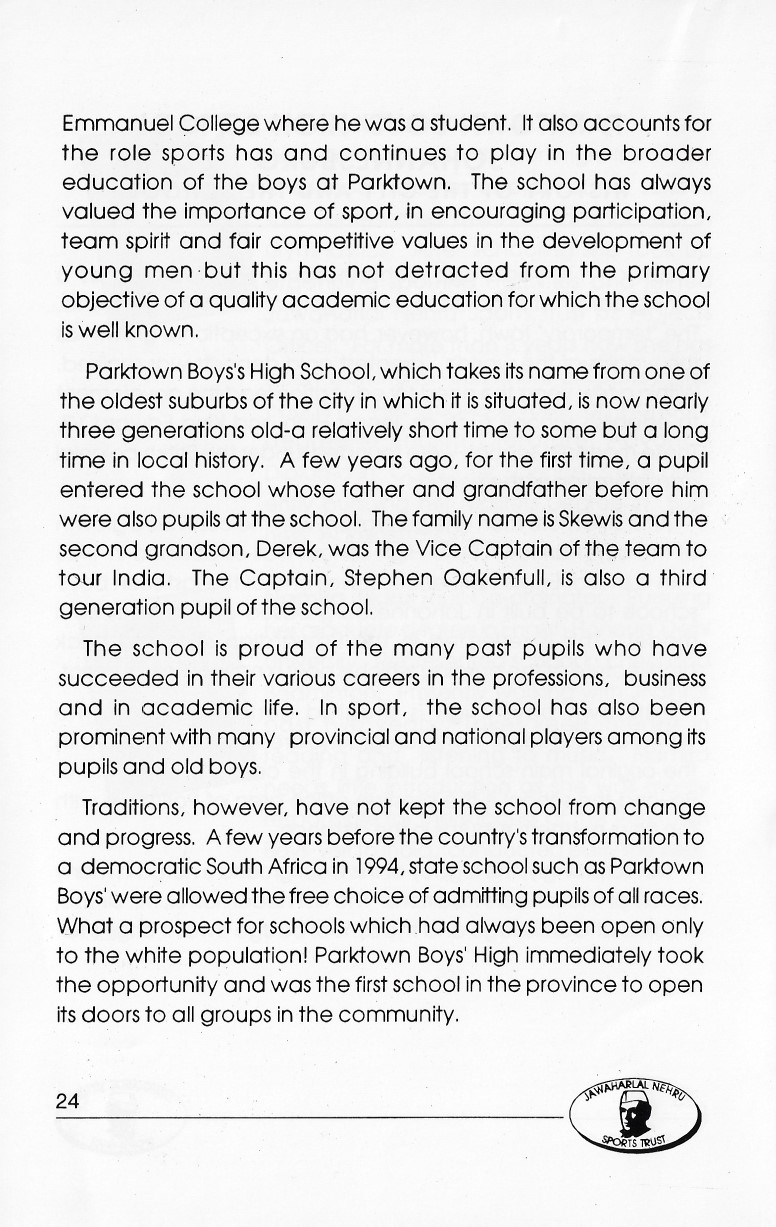 Emmanuel College where he was a student. It also accounts for
the role sports has and continues to play in the broader
education of the boys at Parktown. The school has always
valued the importance of sport, in encouraging participation,
team spirit and fair competitive values in the development of
young men but this has not detracted from the primary
objective of a quality academic education for which the school
is well known.
Parktown Boys's High School, which takes its name from one of
the oldest suburbs of the city in which it is situated, is now nearly
three generations old-a relatively short time to some but a long
time in local history. A few years ago, for the first time, a pupil
entered the school whose father and grandfather before him
were also pupils at the school. The family name is Skewis and the
second grandson, Derek, was the Vice Captain of the team to
tour India. The Captain, Stephen Oakenfull, is also a third
generation pupil of the school.
The school is proud of the many past pupils who have
succeeded in their various careers in the professions, business
and in academic life. In sport, the school has also been
prominent with many provincial and national players among its
pupils and old boys.
Traditions, however, have not kept the school from change
and progress. A few years before the country's transformation to
a democratic South Africa in 1994, state school such as Parktown
Boys' were allowed the free choice of admitting pupils of all races.
What a prospect for schools which had always been open only
to the white population! Parktown Boys' High immediately took
the opportunity and was the first school in the province to open
its doors to all groups in the community.
24
JAWAHARLAL NEHRU
SPORTS TRUST